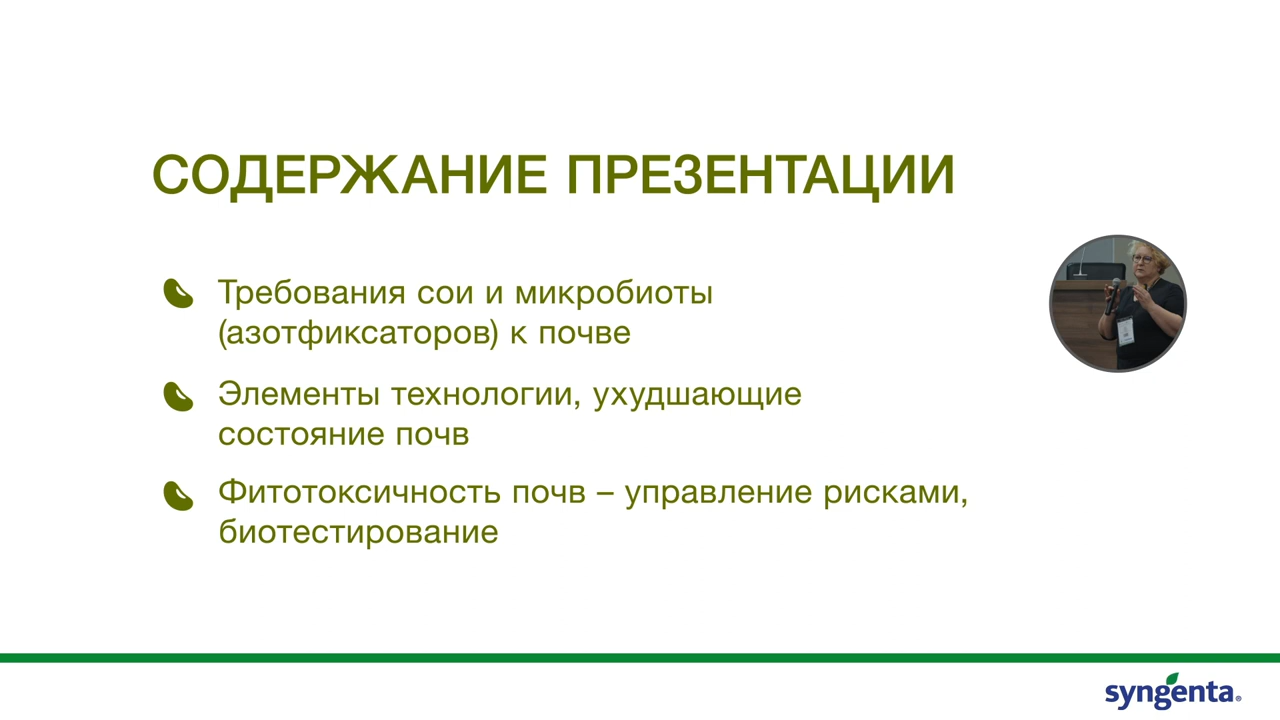 СОДЕРЖАНИЕ ПРЕЗЕНТАЦИИ
Требования сои и микробиоты
(азотфиксаторов) к почве
Элементы технологии, ухудшающие
состояние почв
Фитотоксичность почв – управление рисками,
биотестирование
syngenta®